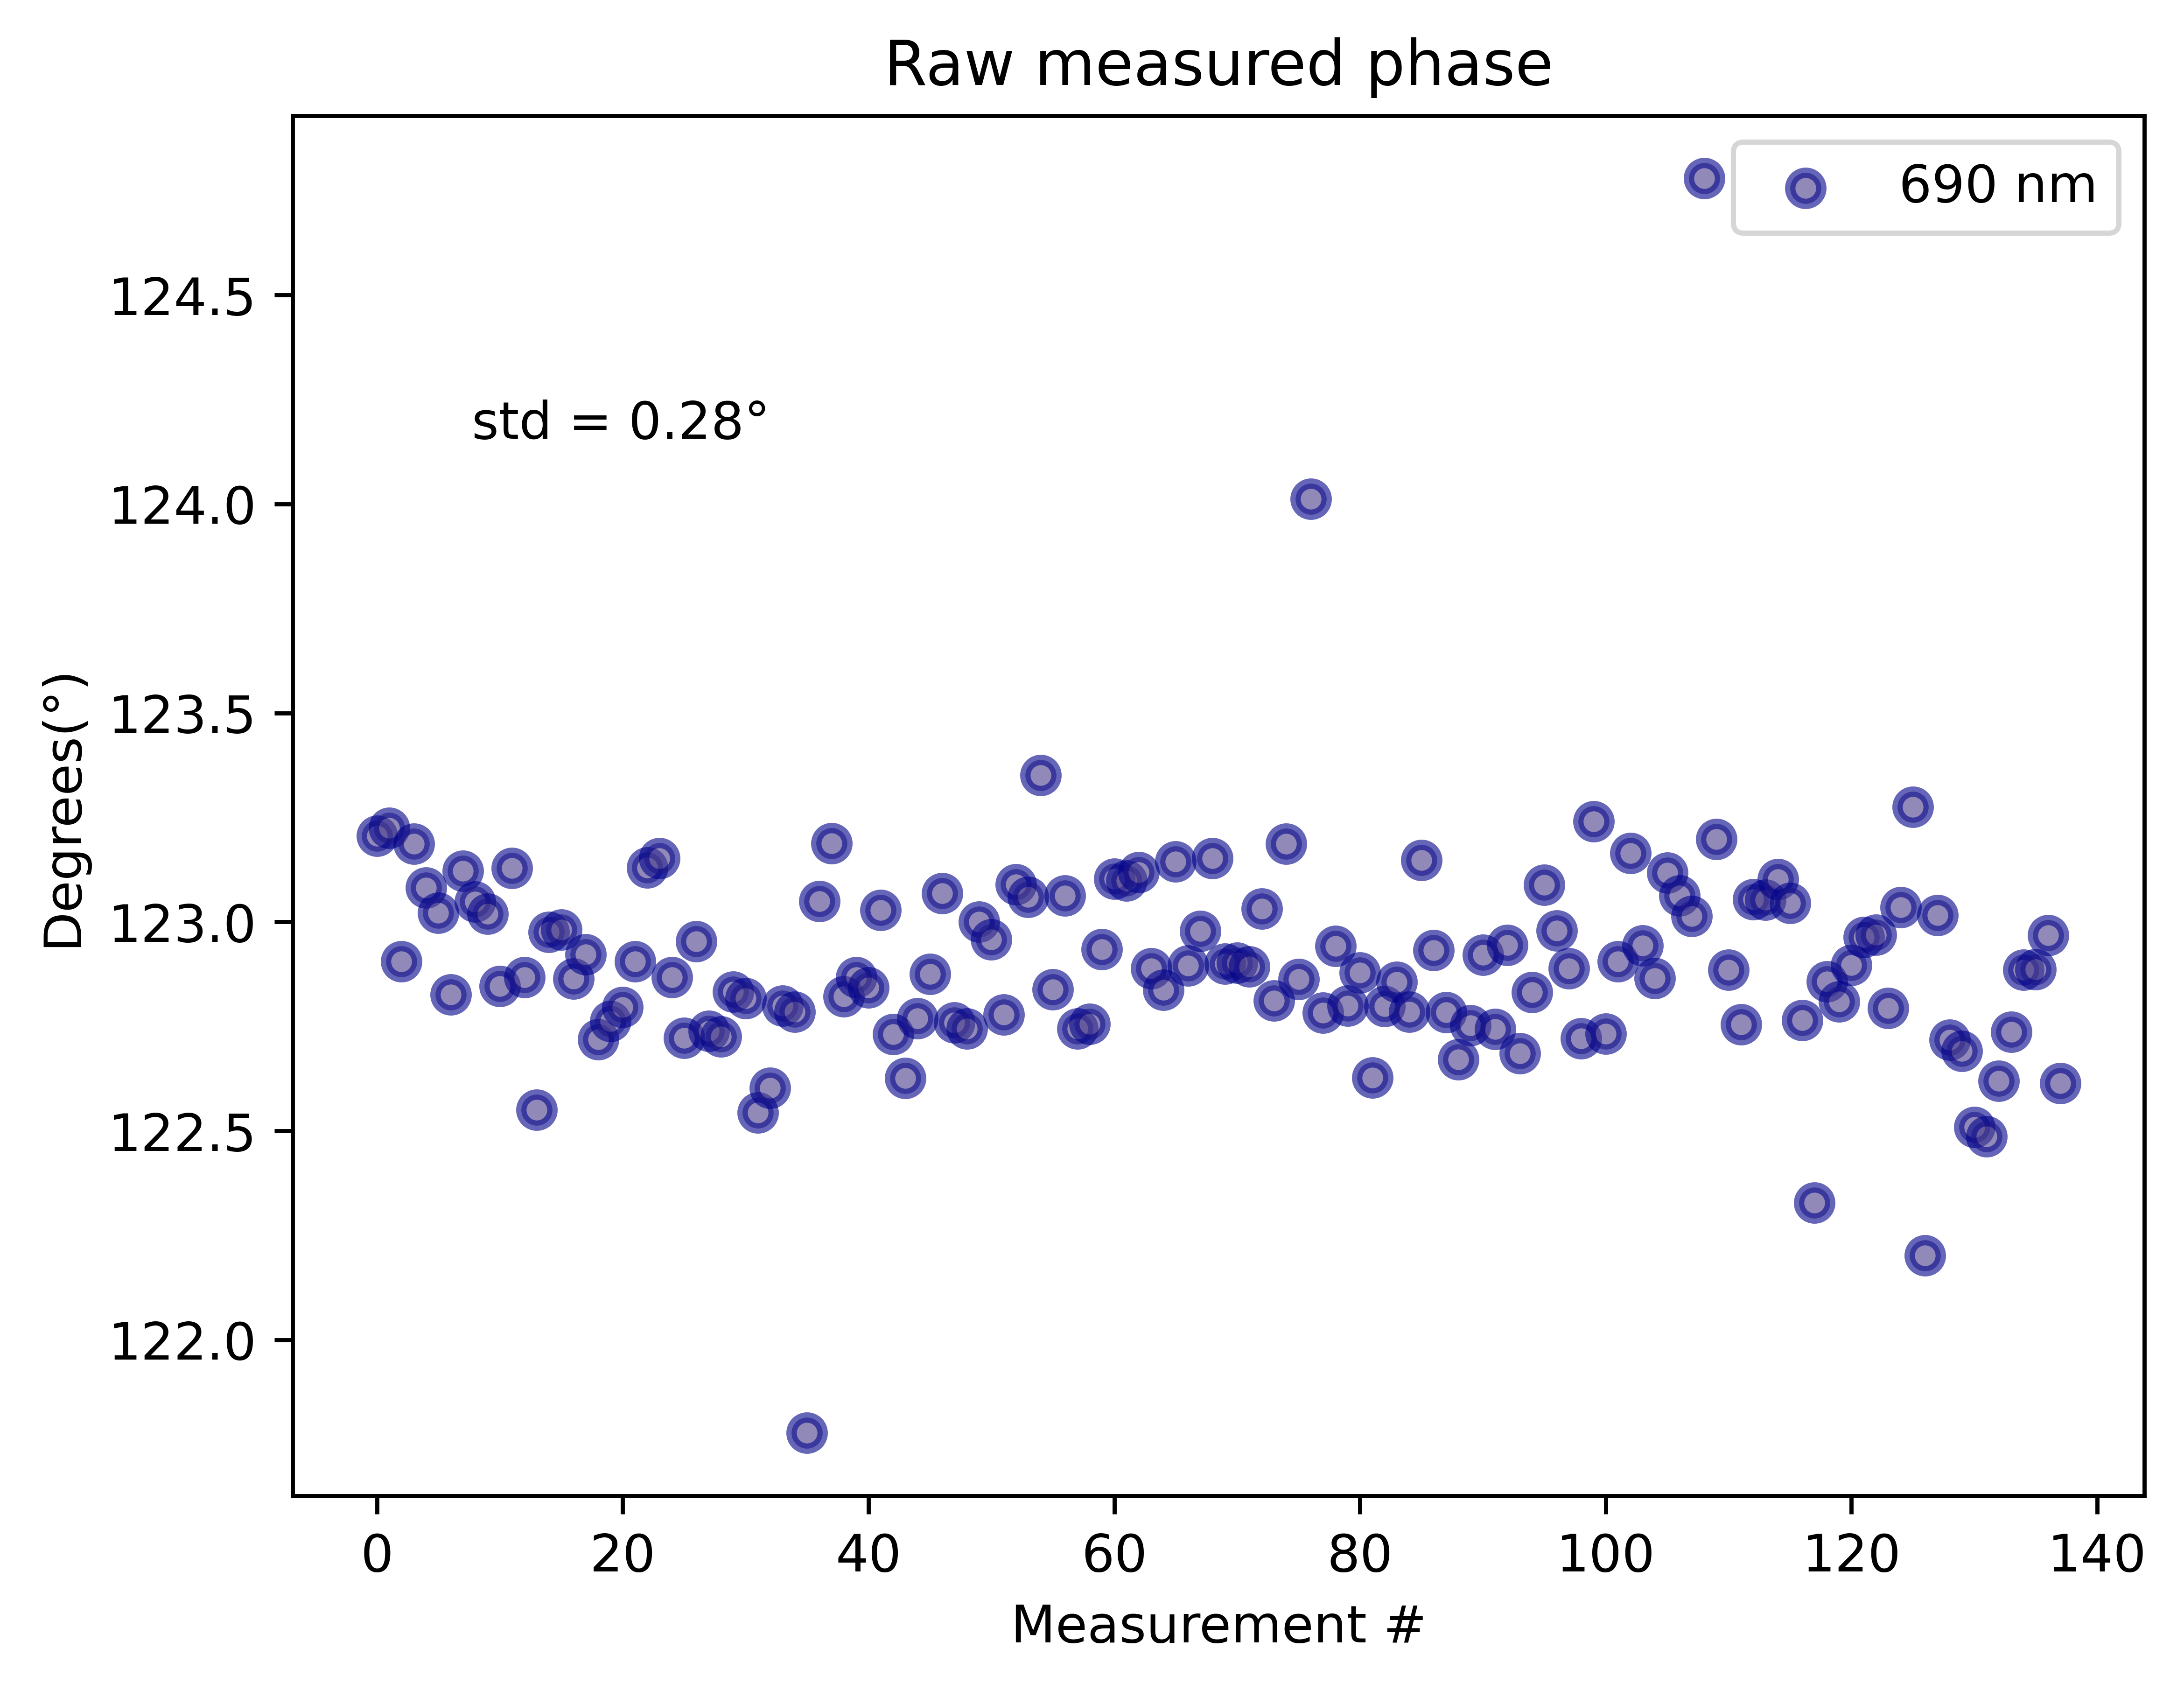 Raw measured phase
690 nm
std = 0.28°
Degrees(°)
124.5
124.0
123.5
123.0
122.5
122.0
0 20 40 60 80 100 120 140
Measurement #